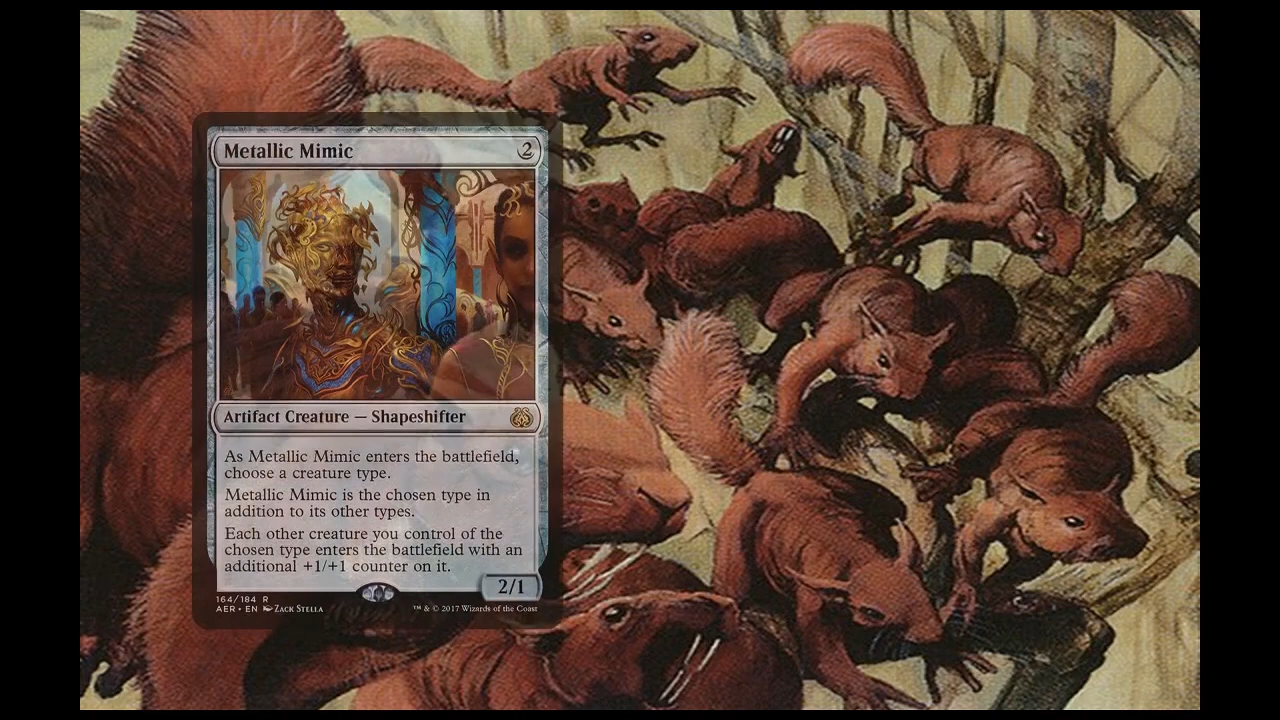 Metallic Mimic 2
Artifact Creature — Shapeshifter
As Metallic Mimic enters the battlefield,
choose a creature type.
Metallic Mimic is the chosen type in
addition to its other types.
Each other creature you control of the
chosen type enters the battlefield with an
additional +1/+1 counter on it.
2/1
164/184 R
AER • EN Zack Stella ™ & © 2017 Wizards of the Coast